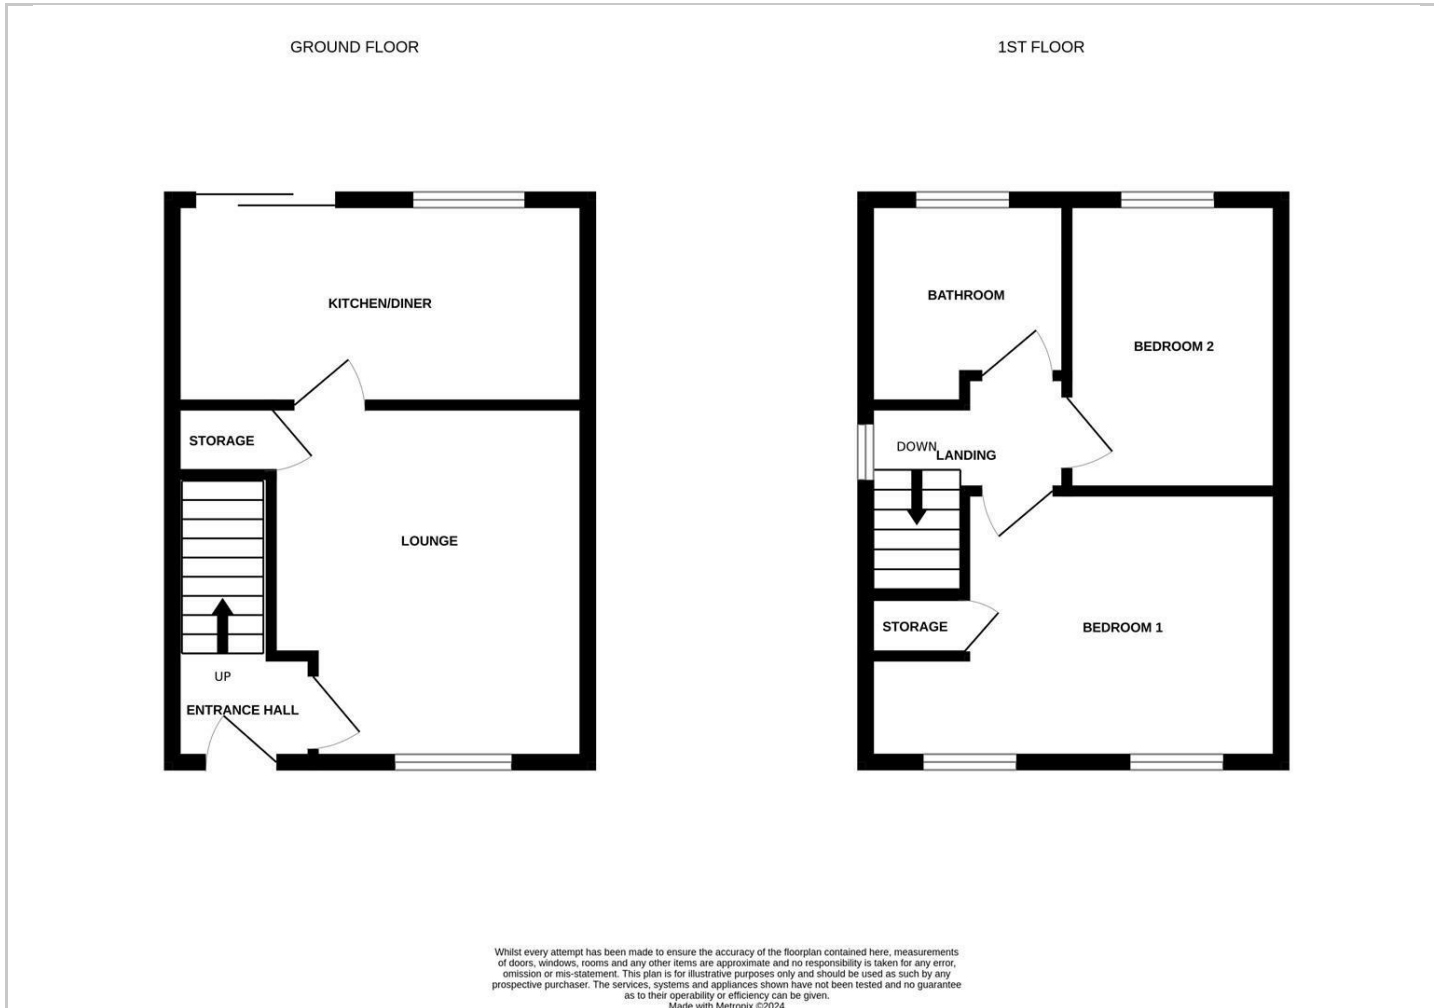 GROUND FLOOR
1ST FLOOR
KITCHEN/DINER
STORAGE
LOUNGE
UP
ENTRANCE HALL
BATHROOM
BEDROOM 2
DOWN
LANDING
STORAGE
BEDROOM 1
Whilst every attempt has been made to ensure the accuracy of the floorplan contained here, measurements
of doors, windows, rooms and any other items are approximate and no responsibility is taken for any error,
omission or mis-statement. This plan is for illustrative purposes only and should be used as such by any
prospective purchaser. The services, systems and appliances shown have not been tested and no guarantee
as to their operability or efficiency can be given.
Made with Metropix ©2024